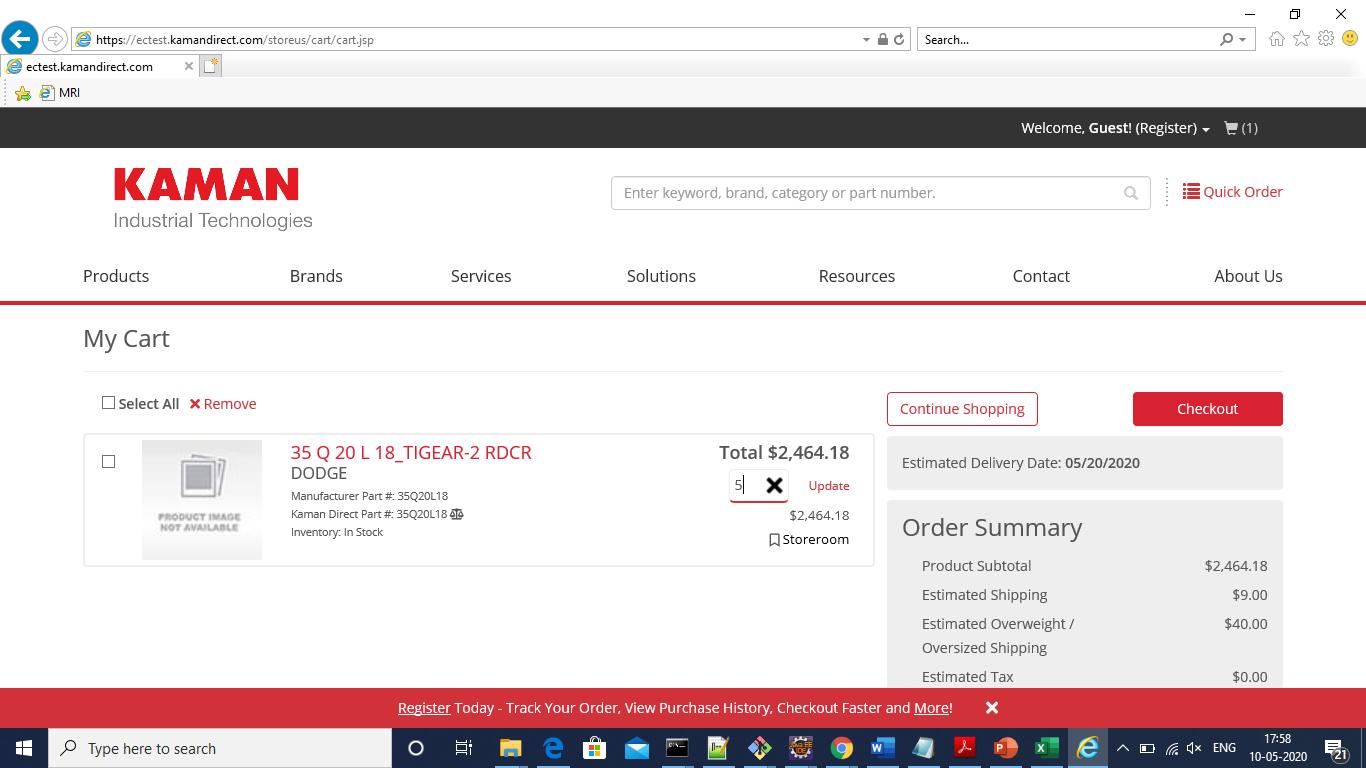 https://ectest.kamandirect.com/storeus/cart/cart.jsp
Search...
ectest.kamandirect.com
MRI
Welcome, Guest! (Register) (1)
KAMAN
Industrial Technologies
Enter keyword, brand, category or part number.
Quick Order
Products Brands Services Solutions Resources Contact About Us
My Cart
Select All Remove
Continue Shopping
Checkout
PRODUCT IMAGE
NOT AVAILABLE
35 Q 20 L 18_TIGEAR-2 RDCR
DODGE
Manufacturer Part #: 35Q20L18
Kaman Direct Part #: 35Q20L18
Inventory: In Stock
Total $2,464.18
5
Update
$2,464.18
Storeroom
Estimated Delivery Date: 05/20/2020
Order Summary
Product Subtotal $2,464.18
Estimated Shipping $9.00
Estimated Overweight / $40.00
Oversized Shipping
Estimated Tax $0.00
Register Today - Track Your Order, View Purchase History, Checkout Faster and More!
Type here to search
ENG
17:58
10-05-2020
21